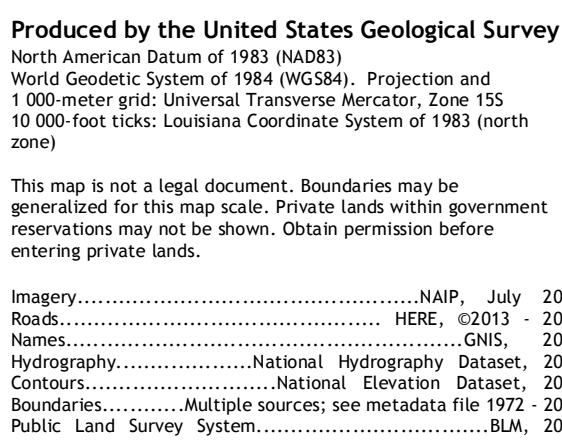 Produced by the United States Geological Survey
North American Datum of 1983 (NAD83)
World Geodetic System of 1984 (WGS84). Projection and
1 000-meter grid: Universal Transverse Mercator, Zone 15S
10 000-foot ticks: Louisiana Coordinate System of 1983 (north
zone)
This map is not a legal document. Boundaries may be
generalized for this map scale. Private lands within government
reservations may not be shown. Obtain permission before
entering private lands.
Imagery..................................................NAIP, July 20
Roads............................................... HERE, ©2013 - 20
Names..........................................................GNIS, 20
Hydrography....................National Hydrography Dataset, 20
Contours............................National Elevation Dataset, 20
Boundaries............Multiple sources; see metadata file 1972 - 20
Public Land Survey System..................................BLM, 20